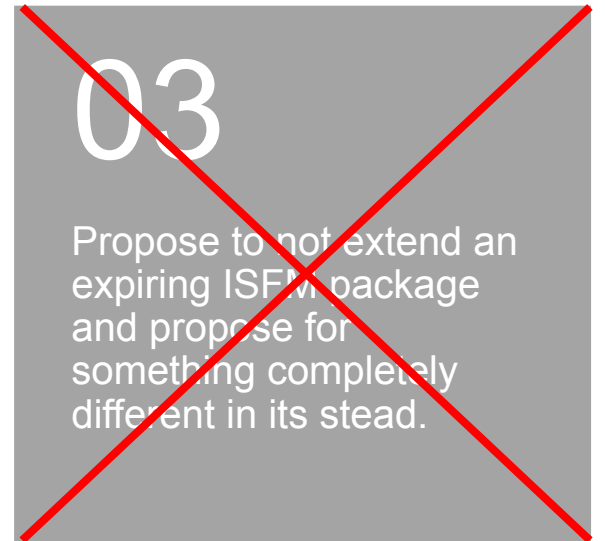 03
Propose to not extend an
expiring ISFM package
and propose for
something completely
different in its stead.